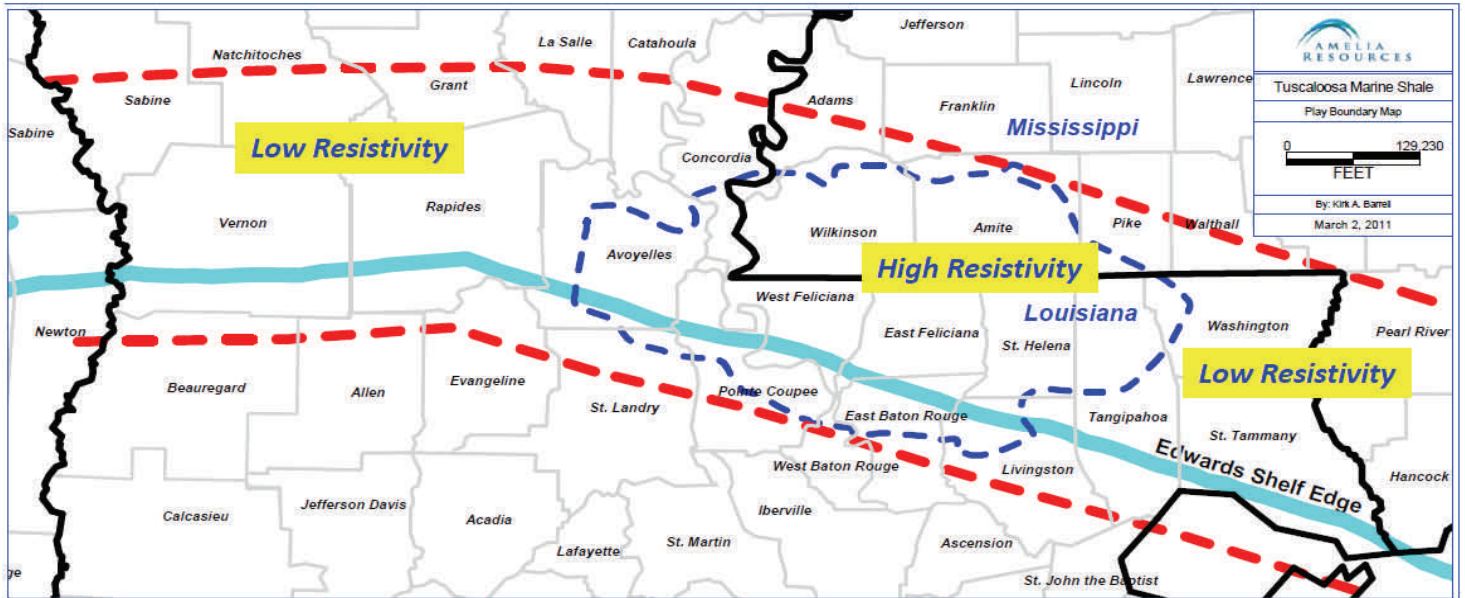 Jefferson
AMELIA
RESOURCES
La Salle
Catahoula
Natchitoches
Lincoln
Lawrence
Grant
Tuscaloosa Marine Shale
Sabine
Adams
Franklin
Play Boundary Map
Sabine
Mississippi
Low Resistivity
0 129,230
FEET
Concordia
By: Kirk A. Barrell
Rapides
March 2, 2011
Vernon
Wilkinson
Amite
Pike
Walthall
Avoyelles
High Resistivity
West Feliciana
Louisiana
Newton
East Feliciana
St. Helena
Washington
Pearl River
Low Resistivity
Beauregard
Allen
Evangeline
Pointe Coupee
St. Landry
East Baton Rouge
Tangipahoa
St. Tammany
Edwards Shelf Edge
West Baton Rouge
Livingston
Hancock
Jefferson Davis
Iberville
Calcasieu
Acadia
Lafayette
St. Martin
Ascension
ge
St. John the Baptist